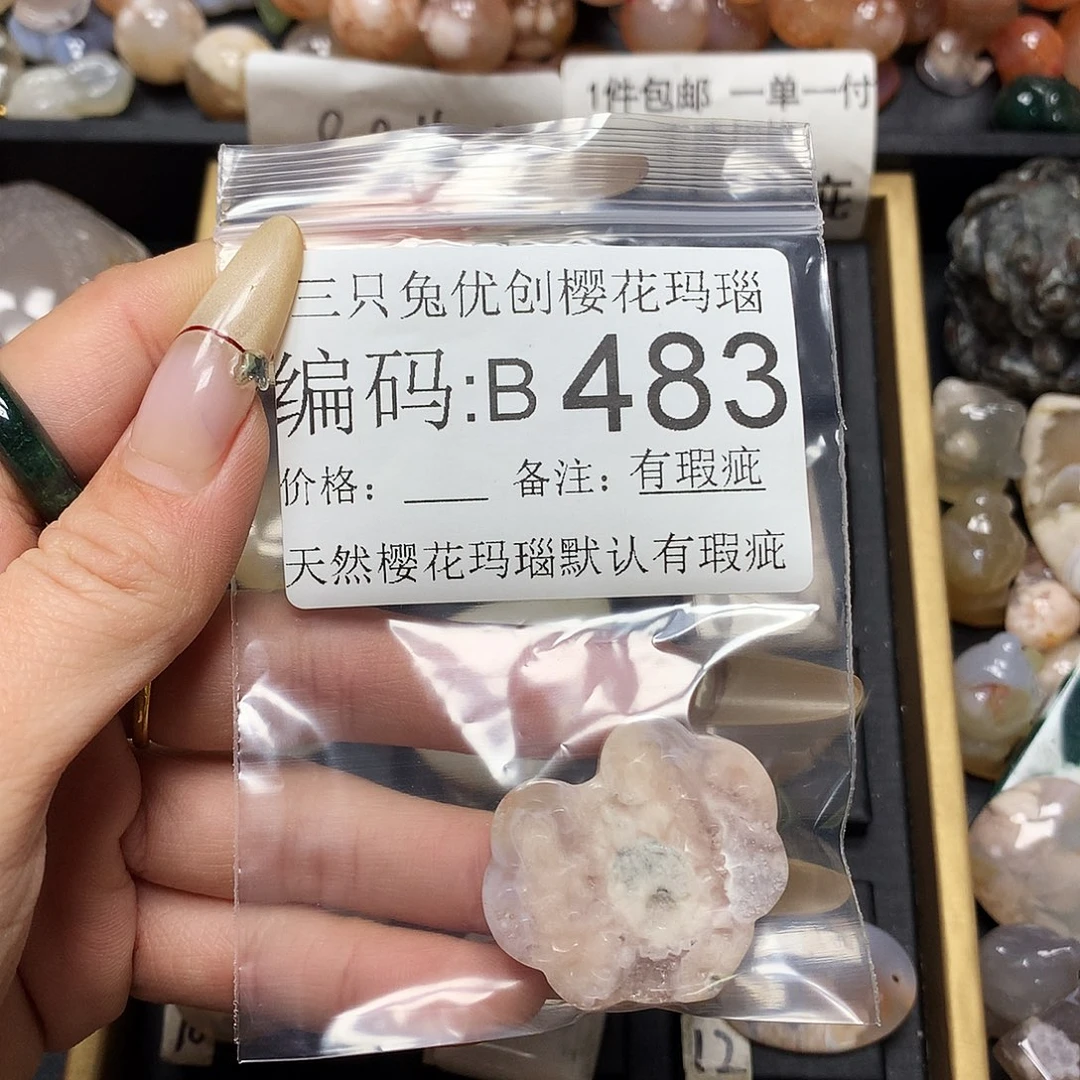 1件包邮 一单一付
三只兔优创樱花玛瑙
编码:B 483
价格：____ 备注：有瑕疵
天然樱花玛瑙默认有瑕疵
12